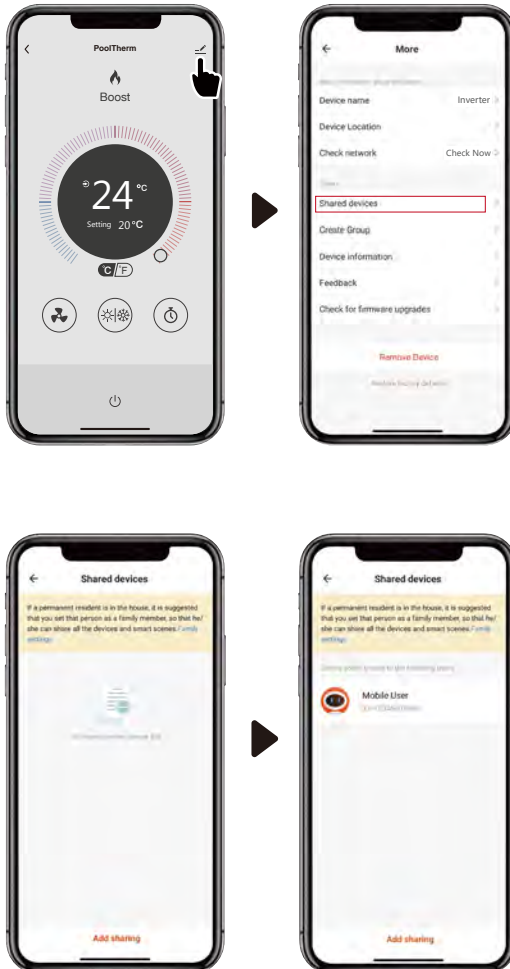 PoolTherm
Boost
24 °C
Setting 20 °C
°C / °F
More
Device name Inverter
Device Location
Check network Check Now
Shared devices
Create Group
Device information
Feedback
Check for firmware upgrades
Remove Device
Shared devices
If a permanent resident is in the house, it is suggested
that you set that person as a family member, so that he/
she can share all the devices and smart scenes. Family
settings
Add sharing
Shared devices
If a permanent resident is in the house, it is suggested
that you set that person as a family member, so that he/
she can share all the devices and smart scenes. Family
settings
Mobile User
Add sharing